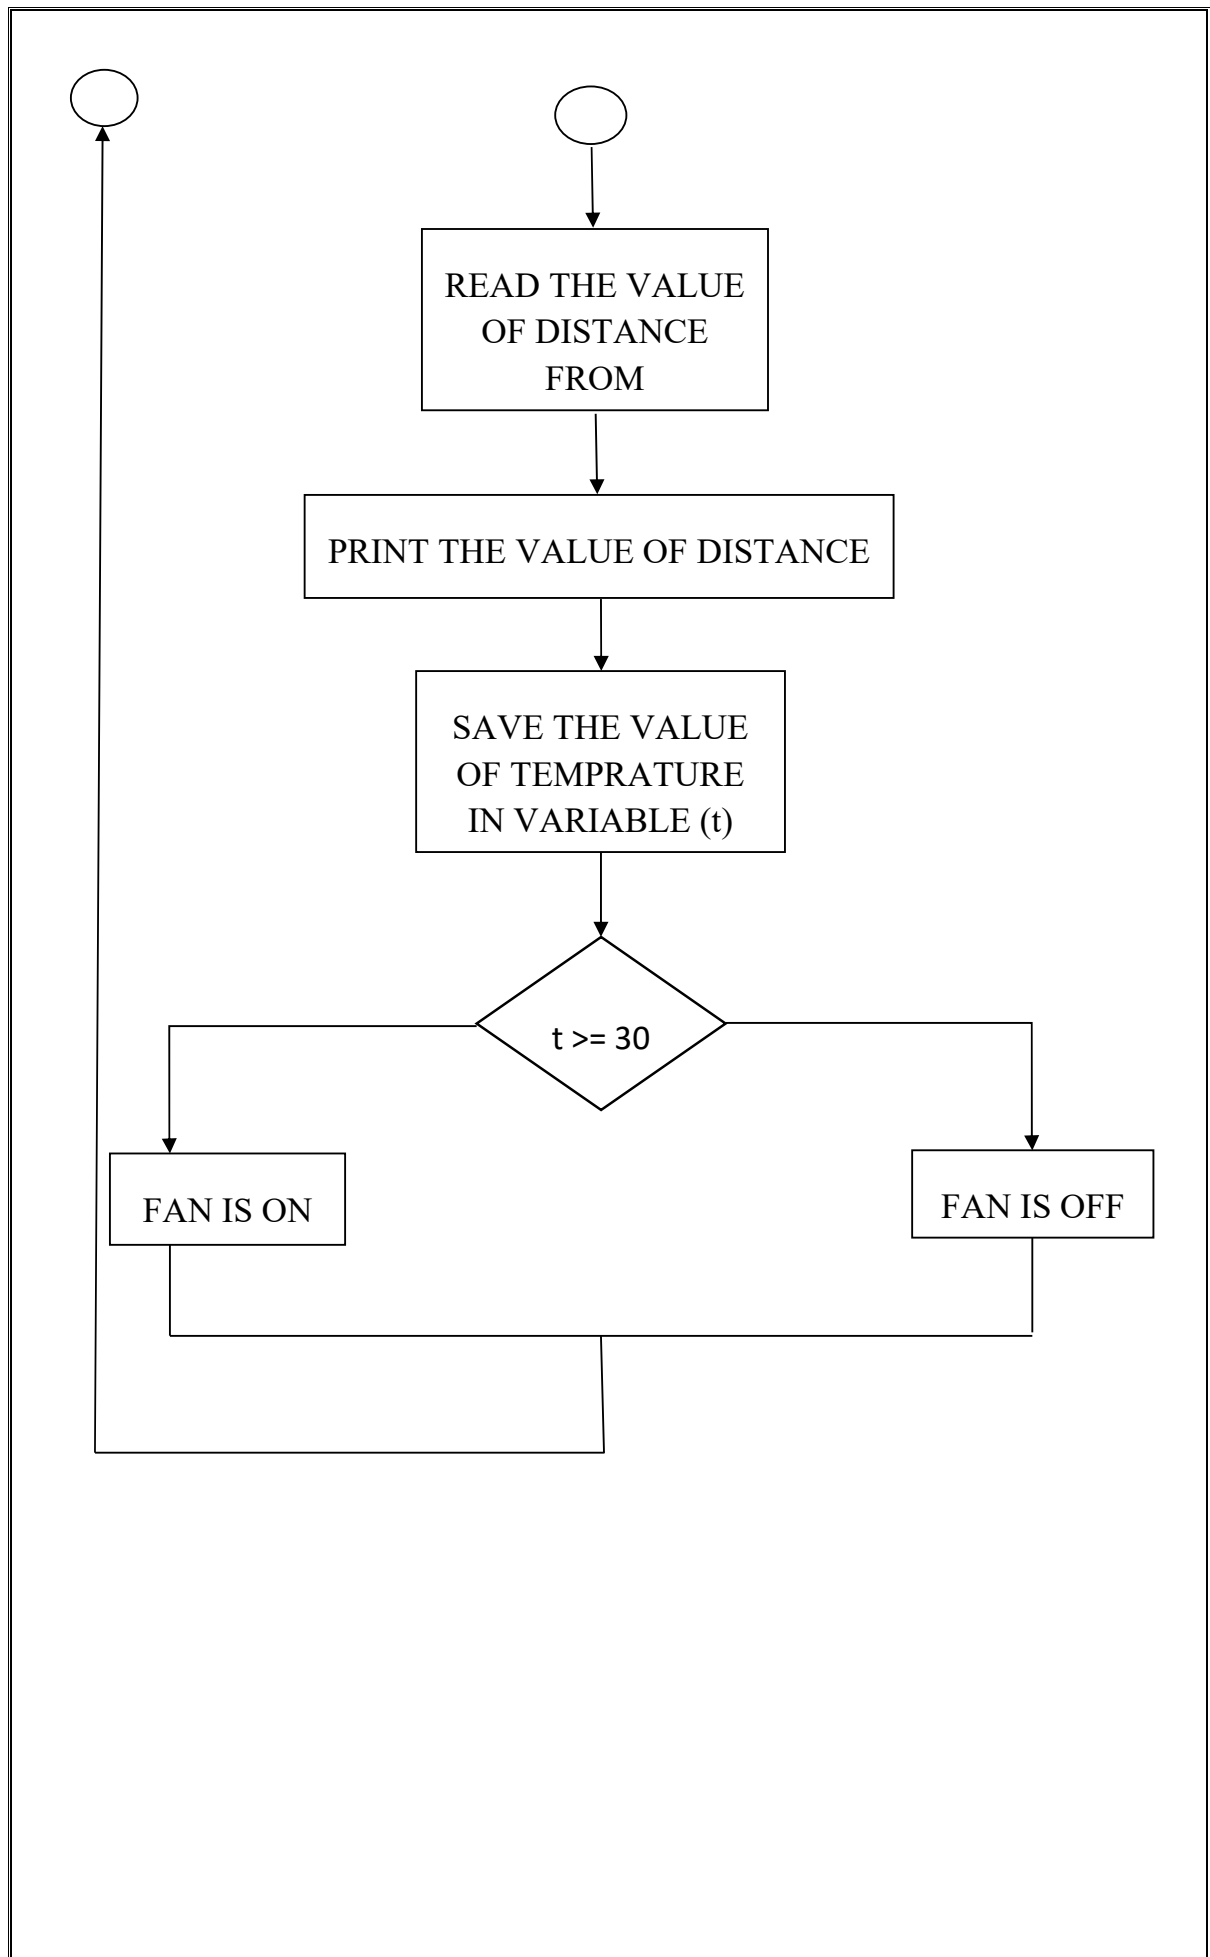 READ THE VALUE
OF DISTANCE
FROM
PRINT THE VALUE OF DISTANCE
SAVE THE VALUE
OF TEMPRATURE
IN VARIABLE (t)
t >= 30
FAN IS ON
FAN IS OFF